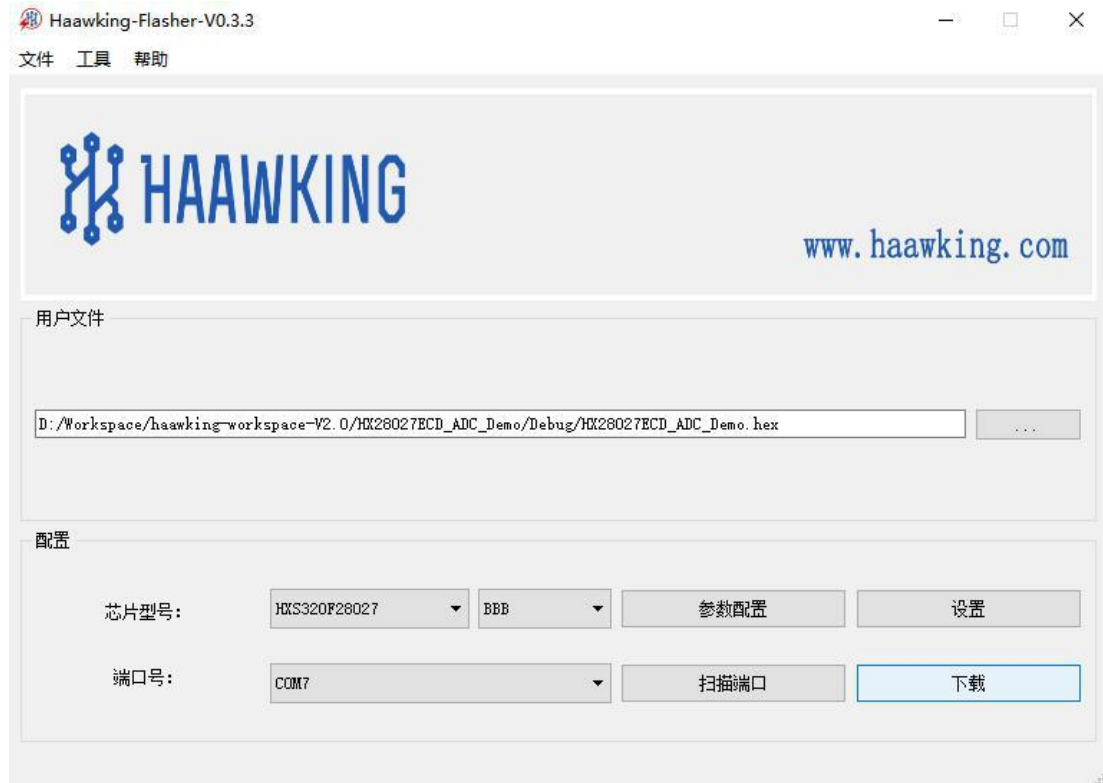 Haawking-Flasher-V0.3.3
文件 工具 帮助
HAAWKING
www.haawking.com
用户文件
D:/Workspace/haawking-workspace-V2.0/HX28027ECD_ADC_Demo/Debug/HX28027ECD_ADC_Demo.hex ...
配置
芯片型号: HXS320F28027 BBB 参数配置 设置
端口号: COM7 扫描端口 下载